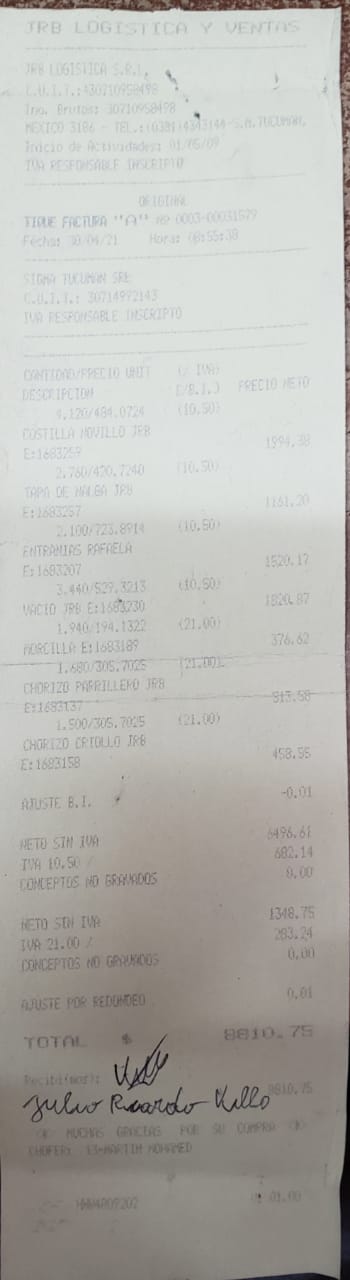 JRB LOGISTICA Y VENTAS
JRB LOGISTICA S.R.L.
C.U.I.T.:430710958498
Ing. Brutos: 30710958498
MEXICO 3186 - TEL.:(0381)4343144-S.M.TUCUMAN.
Inicio de Actividades: 01/05/09
IVA RESPONSABLE INSCRIPTO
ORIGINAL
TIQUE FACTURA "A" Nº 0003-00031579
Fecha: 30/04/21 Hora: 08:55:38
SIGMA TUCUMAN SRL
C.U.I.T.: 30714992143
IVA RESPONSABLE INSCRIPTO
CANTIDAD/PRECIO UNIT (% IVA)
DESCRIPCION [/B.I.] PRECIO NETO
4.120/484.0724 (10.50)
COSTILLA NOVILLO JRB
E:1683259 1994.38
2.760/420.7240 (10.50)
TAPA DE NALGA JRB
E:1683257 1161.20
2.100/723.8914 (10.50)
ENTRAÑAS RAFAELA
E:1683207 1520.17
3.440/529.3213 (10.50)
VACIO JRB E:1683230 1820.87
1.940/194.1322 (21.00)
MORCILLA E:1683189 376.62
1.680/305.7025 (21.00)
CHORIZO PARRILLERO JRB
E:1683137 513.58
1.500/305.7025 (21.00)
CHORIZO CRIOLLO JRB
E:1683158 458.55
AJUSTE B.I. -0.01
NETO SIN IVA 6496.61
IVA 10.50 % 682.14
CONCEPTOS NO GRAVADOS 0.00
NETO SIN IVA 1348.75
IVA 21.00 % 283.24
CONCEPTOS NO GRAVADOS 0.00
AJUSTE POR REDONDEO 0.01
TOTAL $ 8810.75
Recibi(mos):
8810.75
Julio Ricardo Villo
MUCHAS GRACIAS POR SU COMPRA
CHOFER: 13-MARTIN MOHAMED
01.00